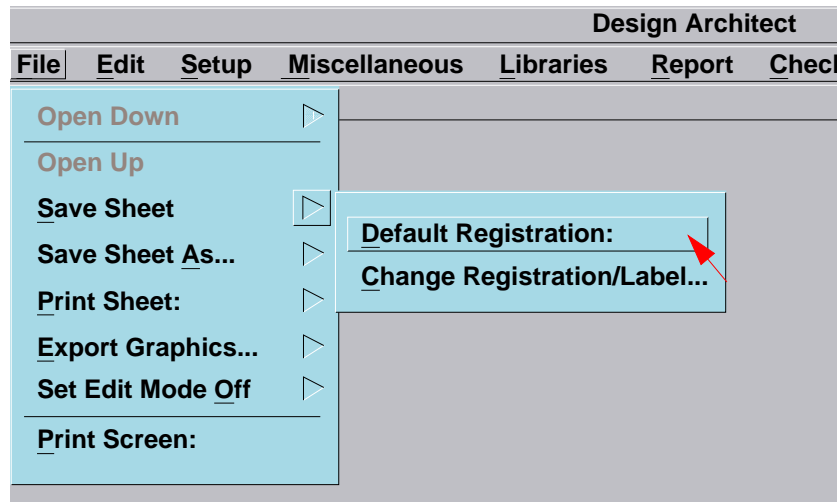 Design Architect
File Edit Setup Miscellaneous Libraries Report Chec
Open Down
Open Up
Save Sheet
Default Registration:
Save Sheet As...
Change Registration/Label...
Print Sheet:
Export Graphics...
Set Edit Mode Off
Print Screen: